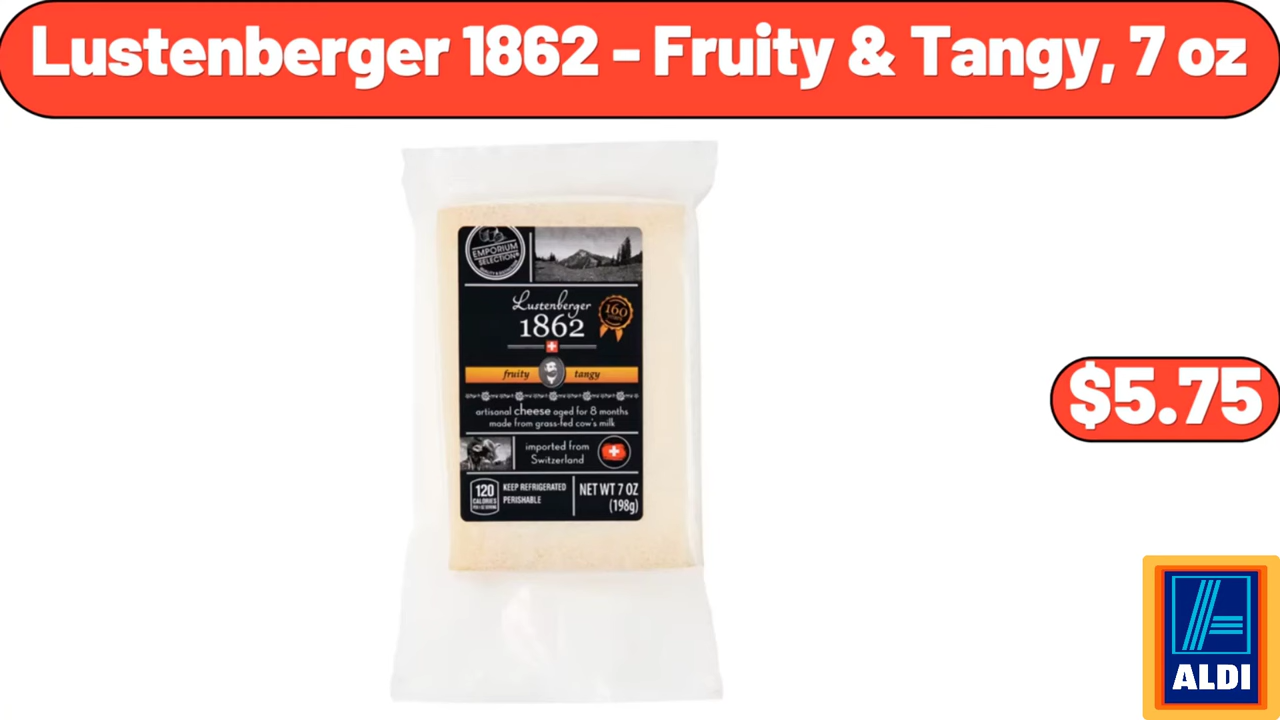 Lustenberger 1862 - Fruity & Tangy, 7 oz
EMPORIUM
SELECTION®
Lustenberger
1862
160
fruity tangy
artisanal cheese aged for 8 months
made from grass-fed cow's milk
imported from
Switzerland
120
CALORIES
KEEP REFRIGERATED
PERISHABLE
NET WT 7 OZ
(198g)
$5.75
ALDI